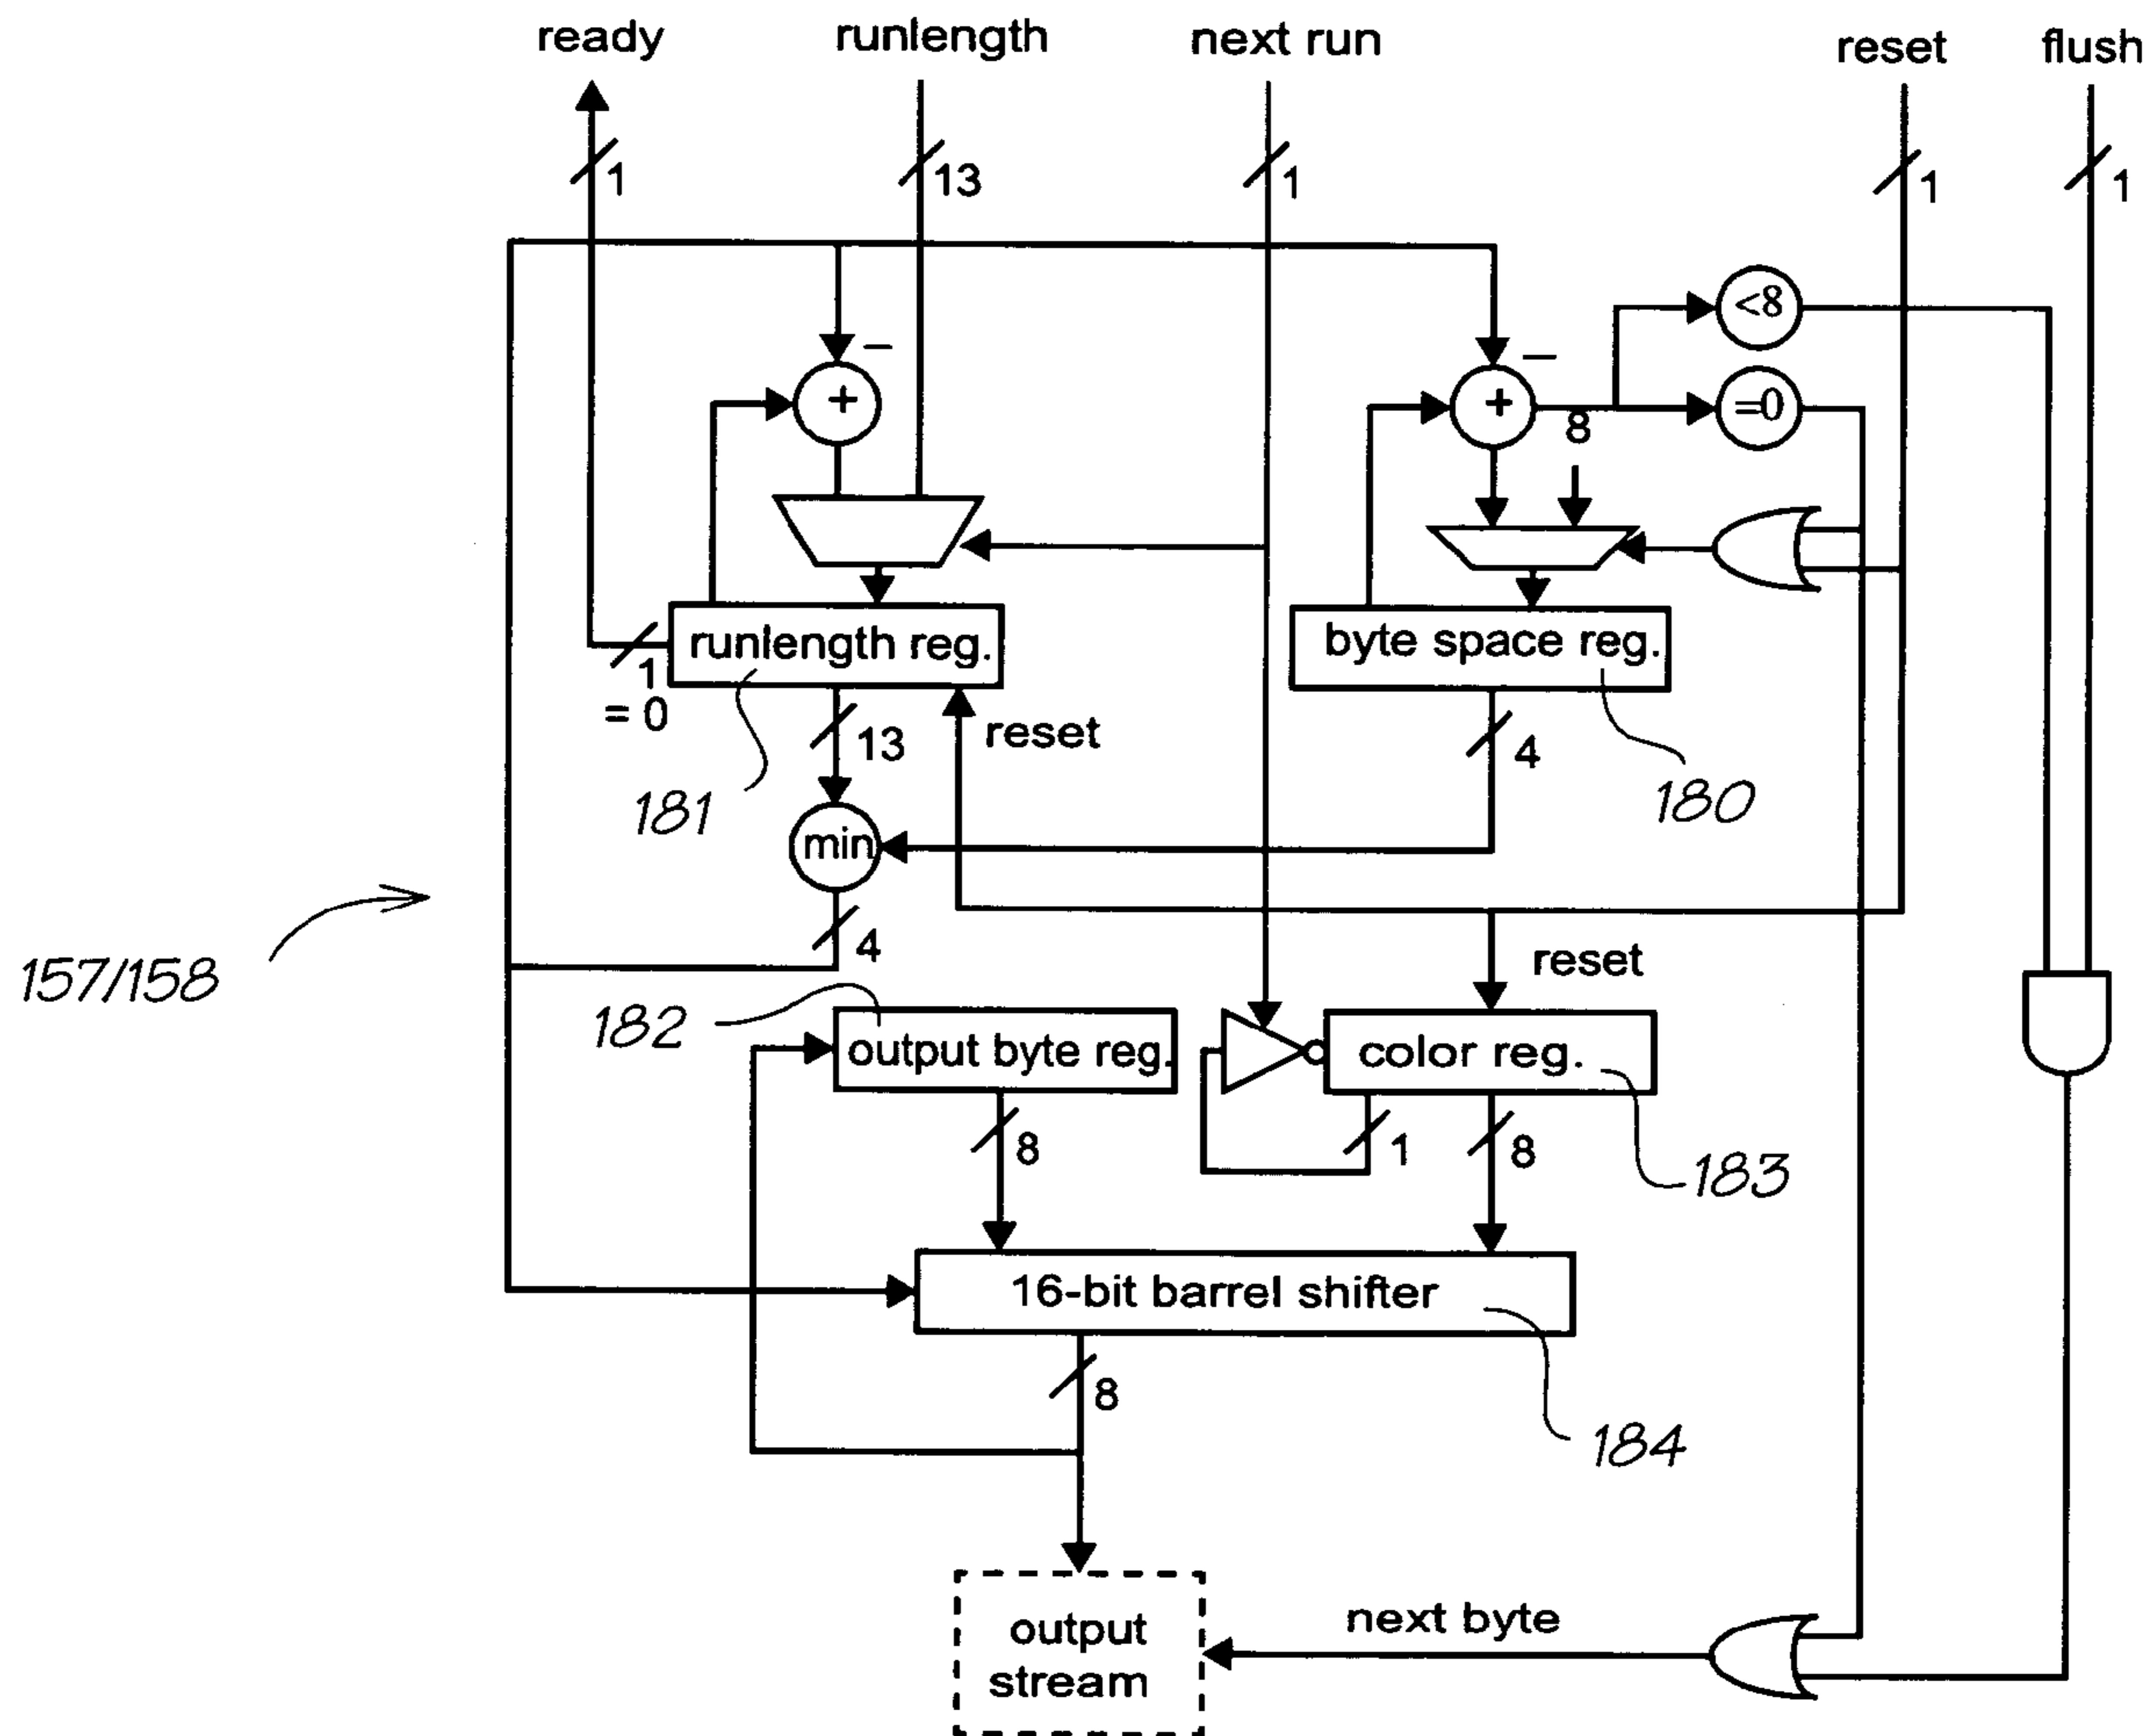 ready
runlength
next run
reset
flush
1
13
1
1
1
<8
−
−
+
+
=0
8
runlength reg.
byte space reg.
1
= 0
13
reset
4
181
180
min
4
reset
157/158
182
output byte reg.
color reg.
8
1
8
183
16-bit barrel shifter
8
184
next byte
output
stream